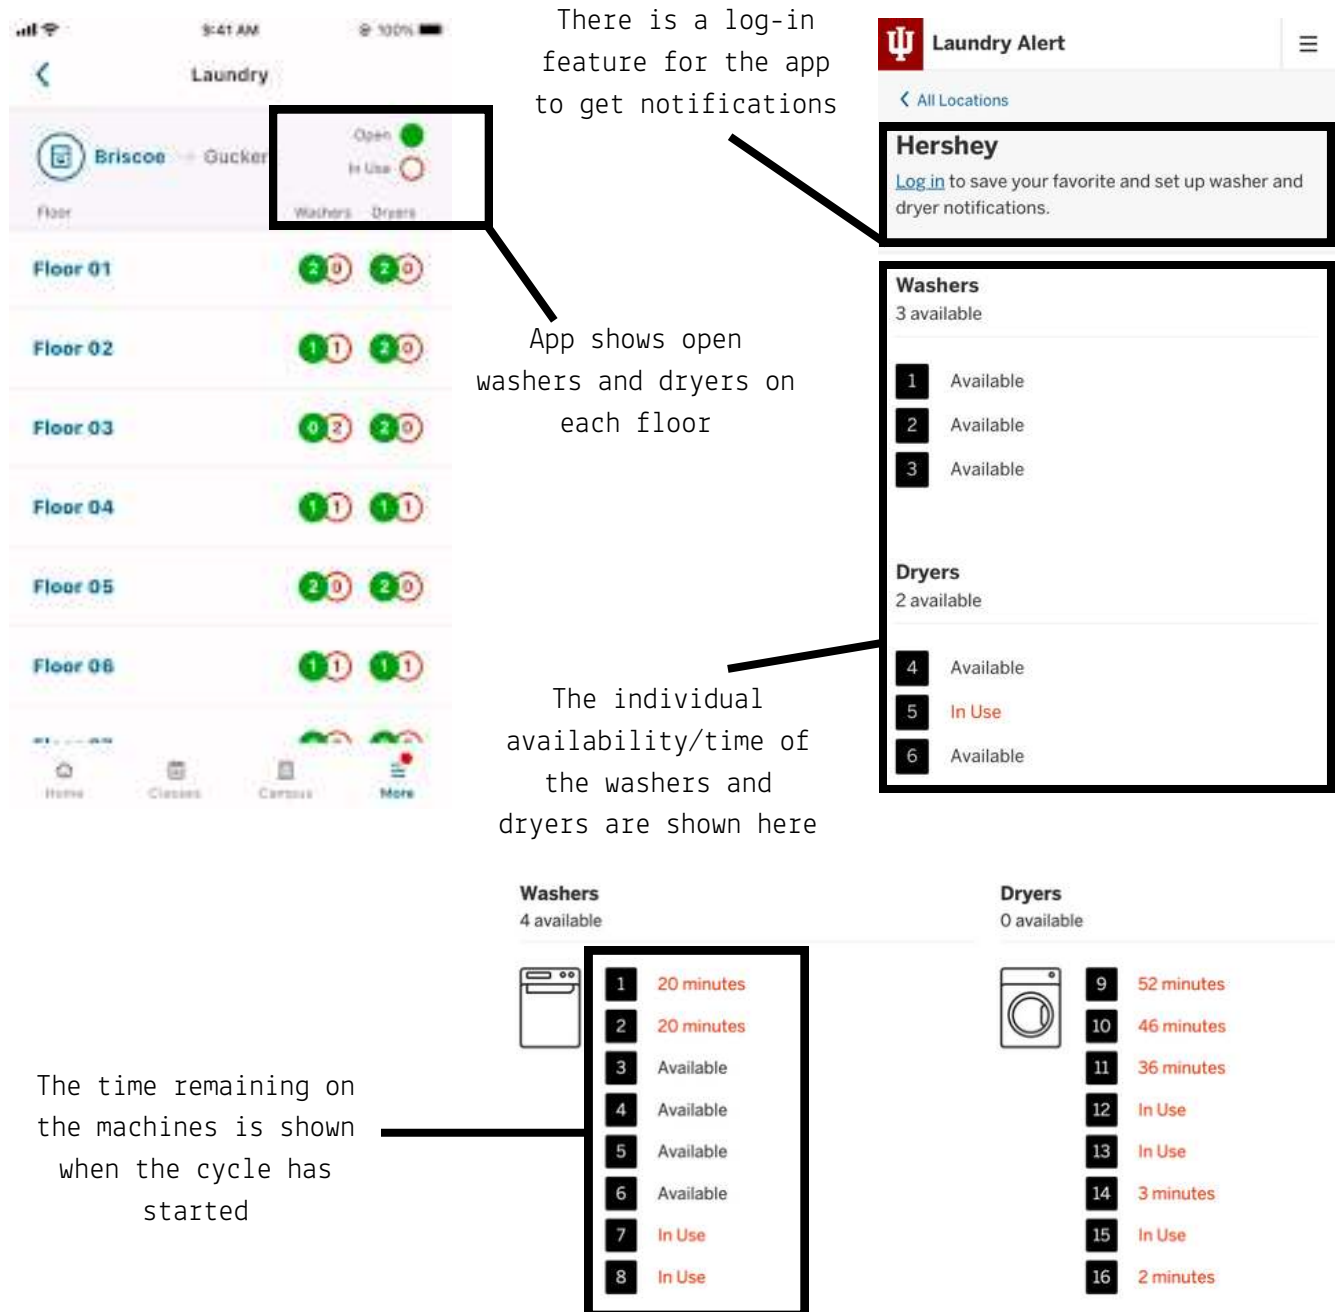 9:41 AM
100%
Laundry
Briscoe Gucker
Open
In Use
Floor
Washers Dryers
Floor 01 2 0 2 0
Floor 02 1 1 2 0
Floor 03 0 2 2 0
Floor 04 1 1 1 1
Floor 05 2 0 2 0
Floor 06 1 1 1 1
Home Classes Campus More
There is a log-in
feature for the app
to get notifications
App shows open
washers and dryers on
each floor
Laundry Alert
All Locations
Hershey
Log in to save your favorite and set up washer and
dryer notifications.
Washers
3 available
1 Available
2 Available
3 Available
Dryers
2 available
4 Available
5 In Use
6 Available
The individual
availability/time of
the washers and
dryers are shown here
Washers
4 available
1 20 minutes
2 20 minutes
3 Available
4 Available
5 Available
6 Available
7 In Use
8 In Use
Dryers
0 available
9 52 minutes
10 46 minutes
11 36 minutes
12 In Use
13 In Use
14 3 minutes
15 In Use
16 2 minutes
The time remaining on
the machines is shown
when the cycle has
started